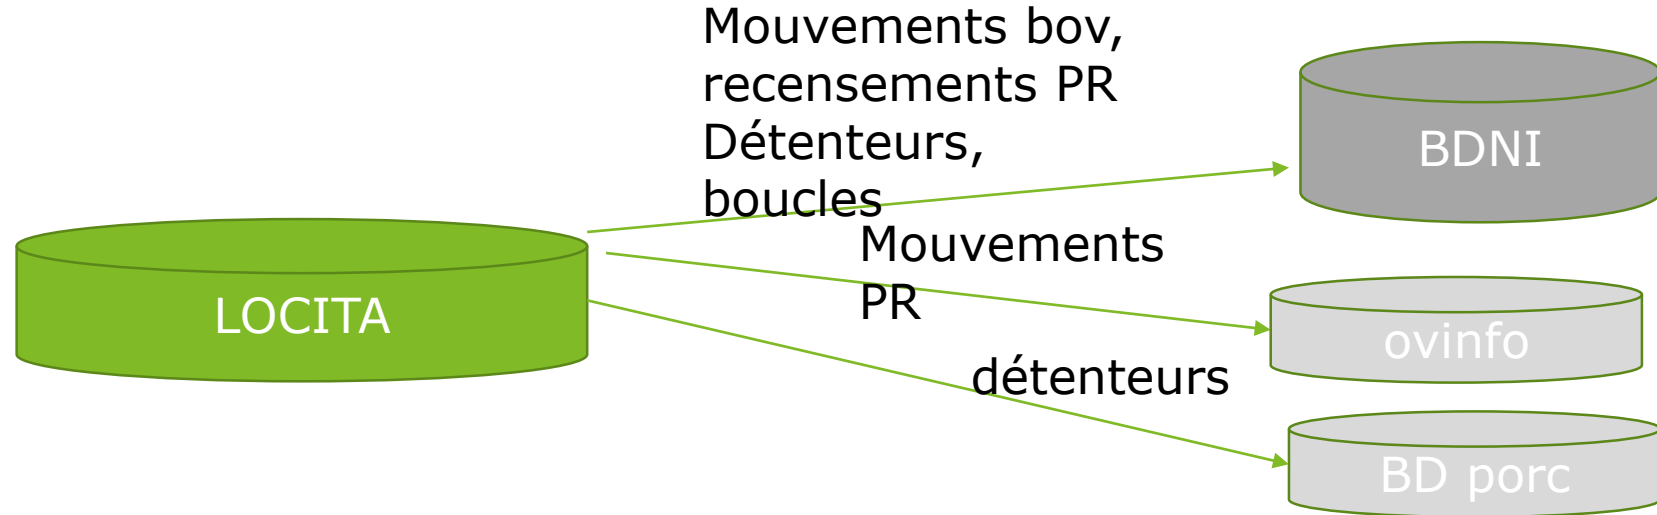 Mouvements bov,
recensements PR
Détenteurs,
boucles
BDNI
Mouvements
PR
LOCITA
ovinfo
détenteurs
BD porc